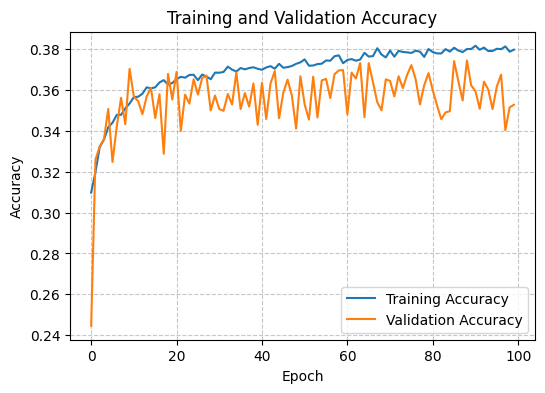 Training and Validation Accuracy
Accuracy
0.38
0.36
0.34
0.32
0.30
0.28
0.26
0.24
Training Accuracy
Validation Accuracy
0 20 40 60 80 100
Epoch